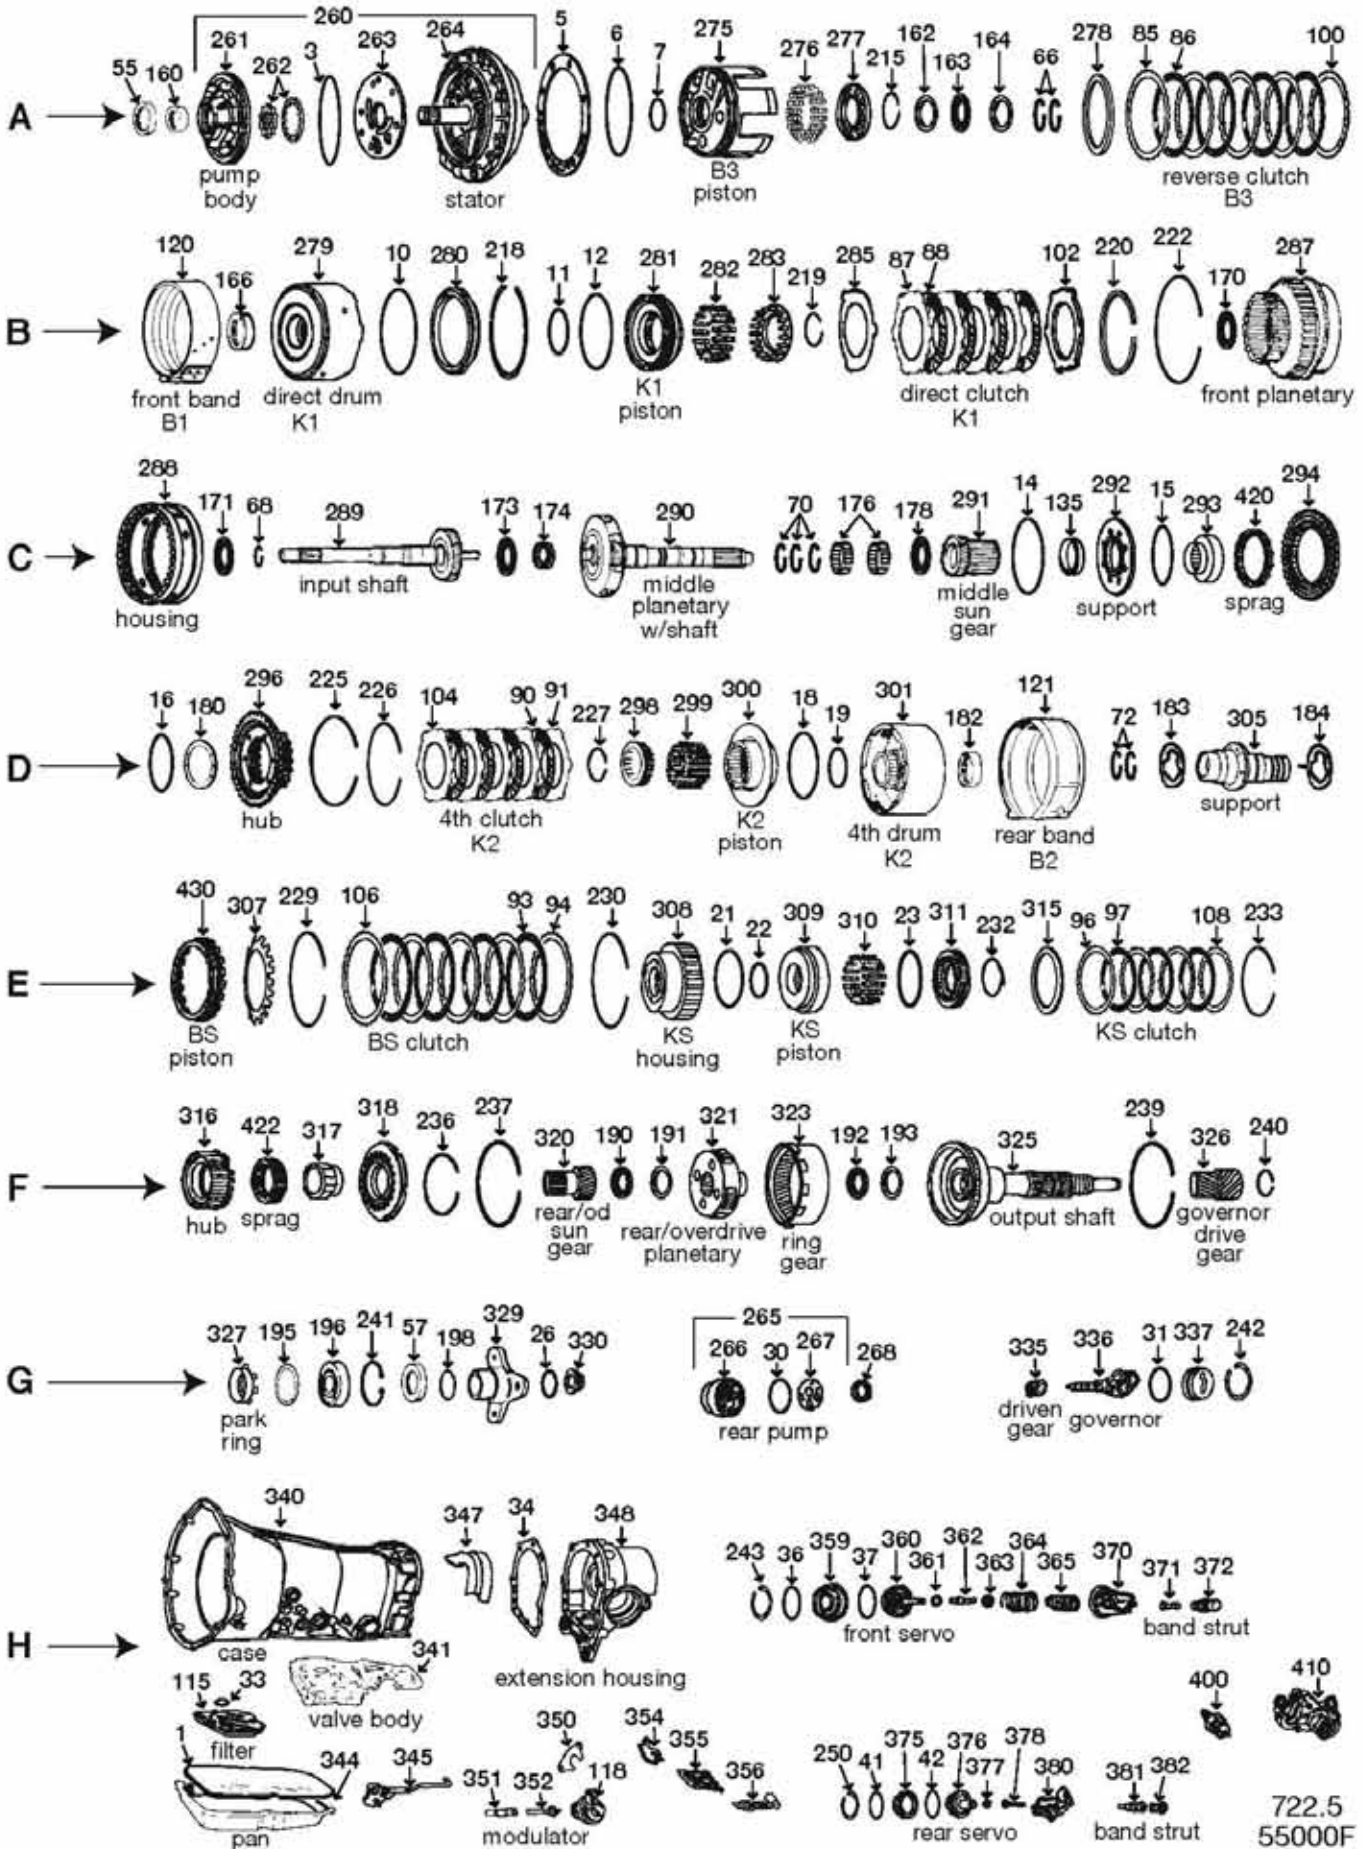 260
261 263 264 5 6 275 276 277 162 164 278 85 86 100
55 160 262 3 7 215 163 66
A
pump body
stator
B3 piston
reverse clutch B3
120 279 10 280 218 11 12 281 282 283 219 285 87 88 102 220 222 287
166 170
B
front band B1
direct drum K1
K1 piston
direct clutch K1
front planetary
288 171 68 289 173 174 290 70 176 178 291 14 135 292 15 293 420 294
C
housing
input shaft
middle planetary w/shaft
middle sun gear
support
sprag
16 180 296 225 226 104 90 91 227 298 299 300 18 19 301 182 121 72 183 305 184
D
hub
4th clutch K2
K2 piston
4th drum K2
rear band B2
support
430 307 229 106 93 94 230 308 21 22 309 310 23 311 232 315 96 97 108 233
E
BS piston
BS clutch
KS housing
KS piston
KS clutch
316 422 317 318 236 237 320 190 191 321 323 192 193 325 239 326 240
F
hub
sprag
rear/od sun gear
rear/overdrive planetary
ring gear
output shaft
governor drive gear
327 195 196 241 57 198 329 26 330 265 266 30 267 268 335 336 31 337 242
G
park ring
rear pump
driven gear
governor
340 347 34 348 243 36 359 37 360 361 362 363 364 365 370 371 372
H
case
extension housing
front servo
band strut
341
valve body
115 33
filter
1 344
pan
345 350 351 352 118 354 355 356
modulator
250 41 375 42 376 377 378 380 381 382
rear servo
band strut
400 410
722.5
55000F